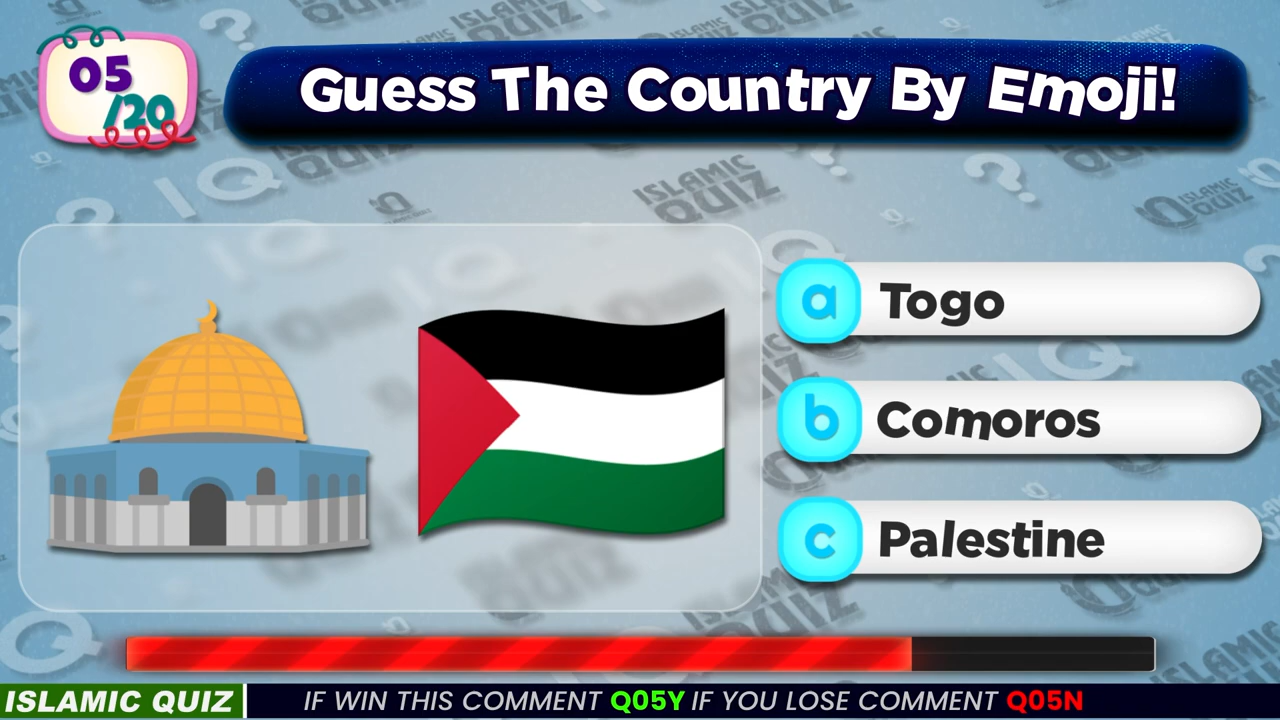 05
/20
Guess The Country By Emoji!
a Togo
b Comoros
c Palestine
ISLAMIC QUIZ
IF WIN THIS COMMENT Q05Y IF YOU LOSE COMMENT Q05N